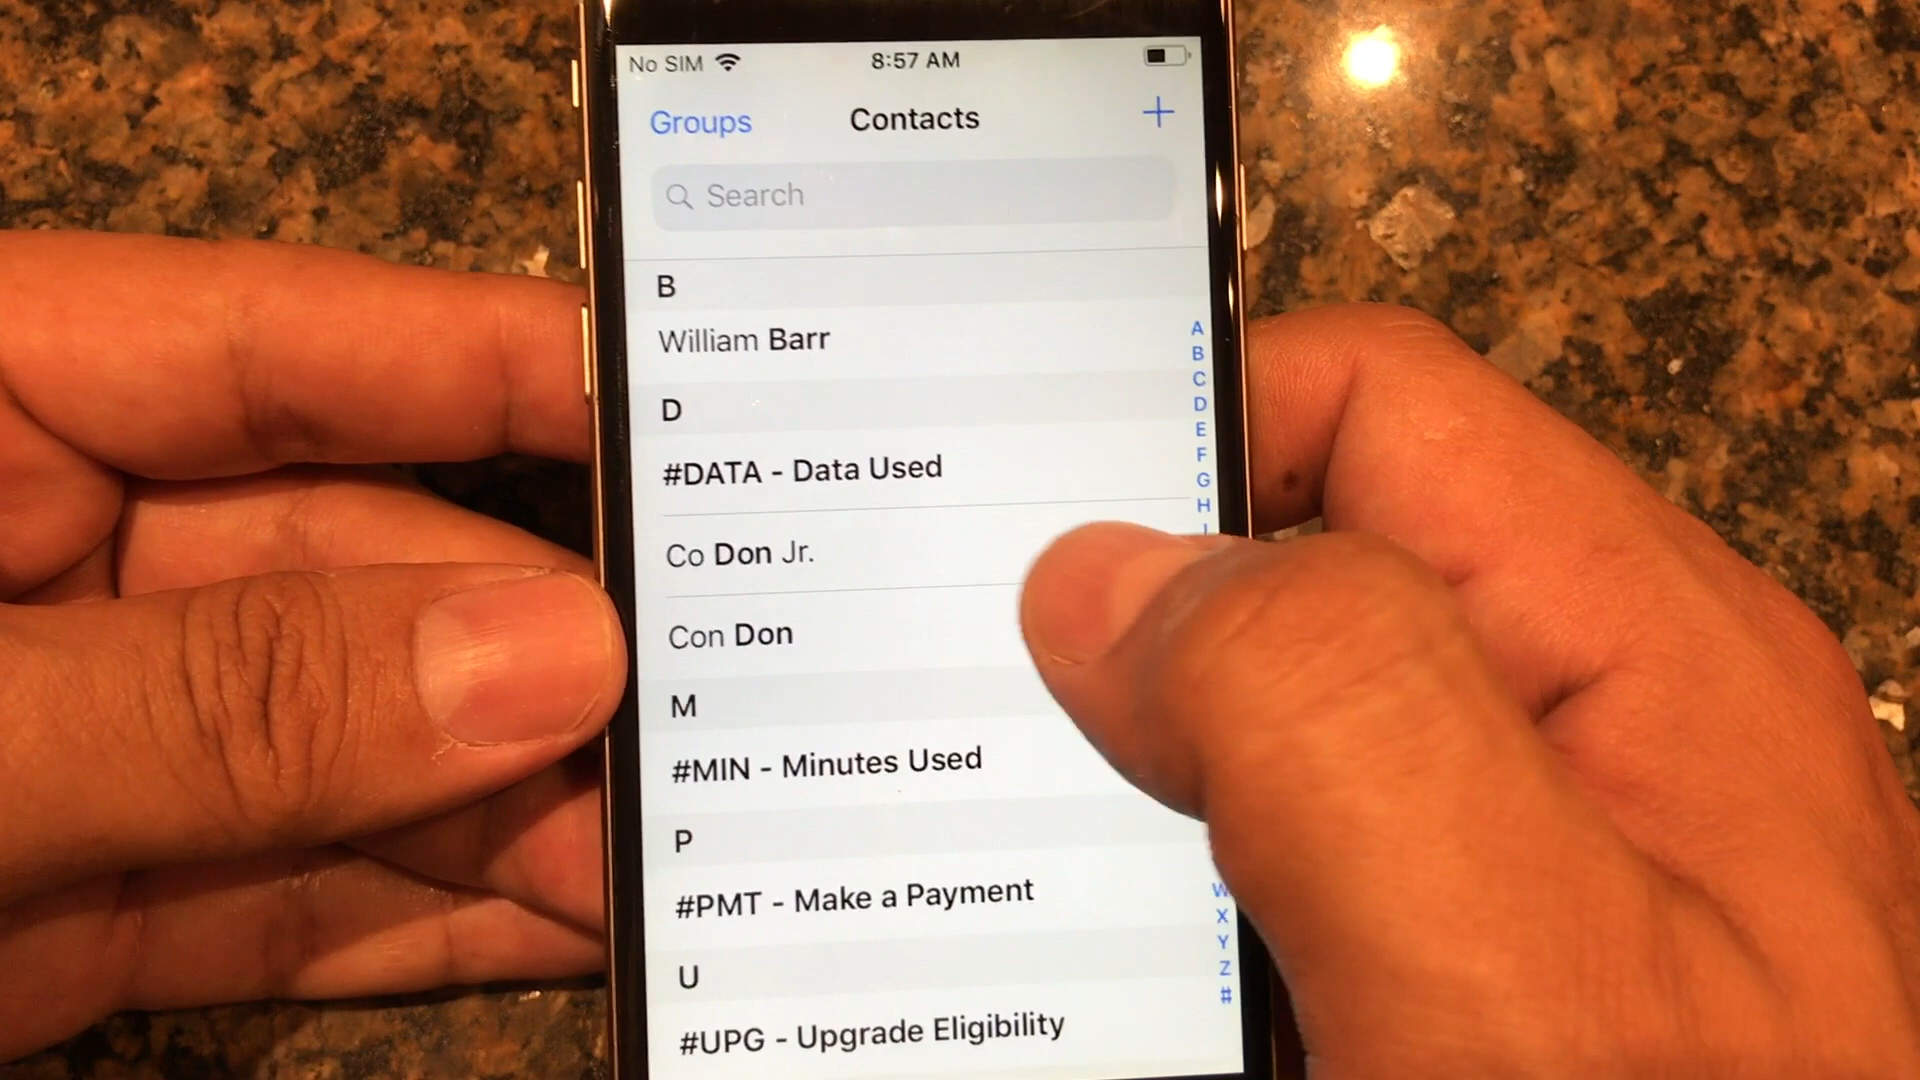 No SIM 8:57 AM
Groups Contacts +
Search
B
William Barr
D
#DATA - Data Used
Co Don Jr.
Con Don
M
#MIN - Minutes Used
P
#PMT - Make a Payment
U
#UPG - Upgrade Eligibility
A
B
C
D
E
F
G
H
W
X
Y
Z
#